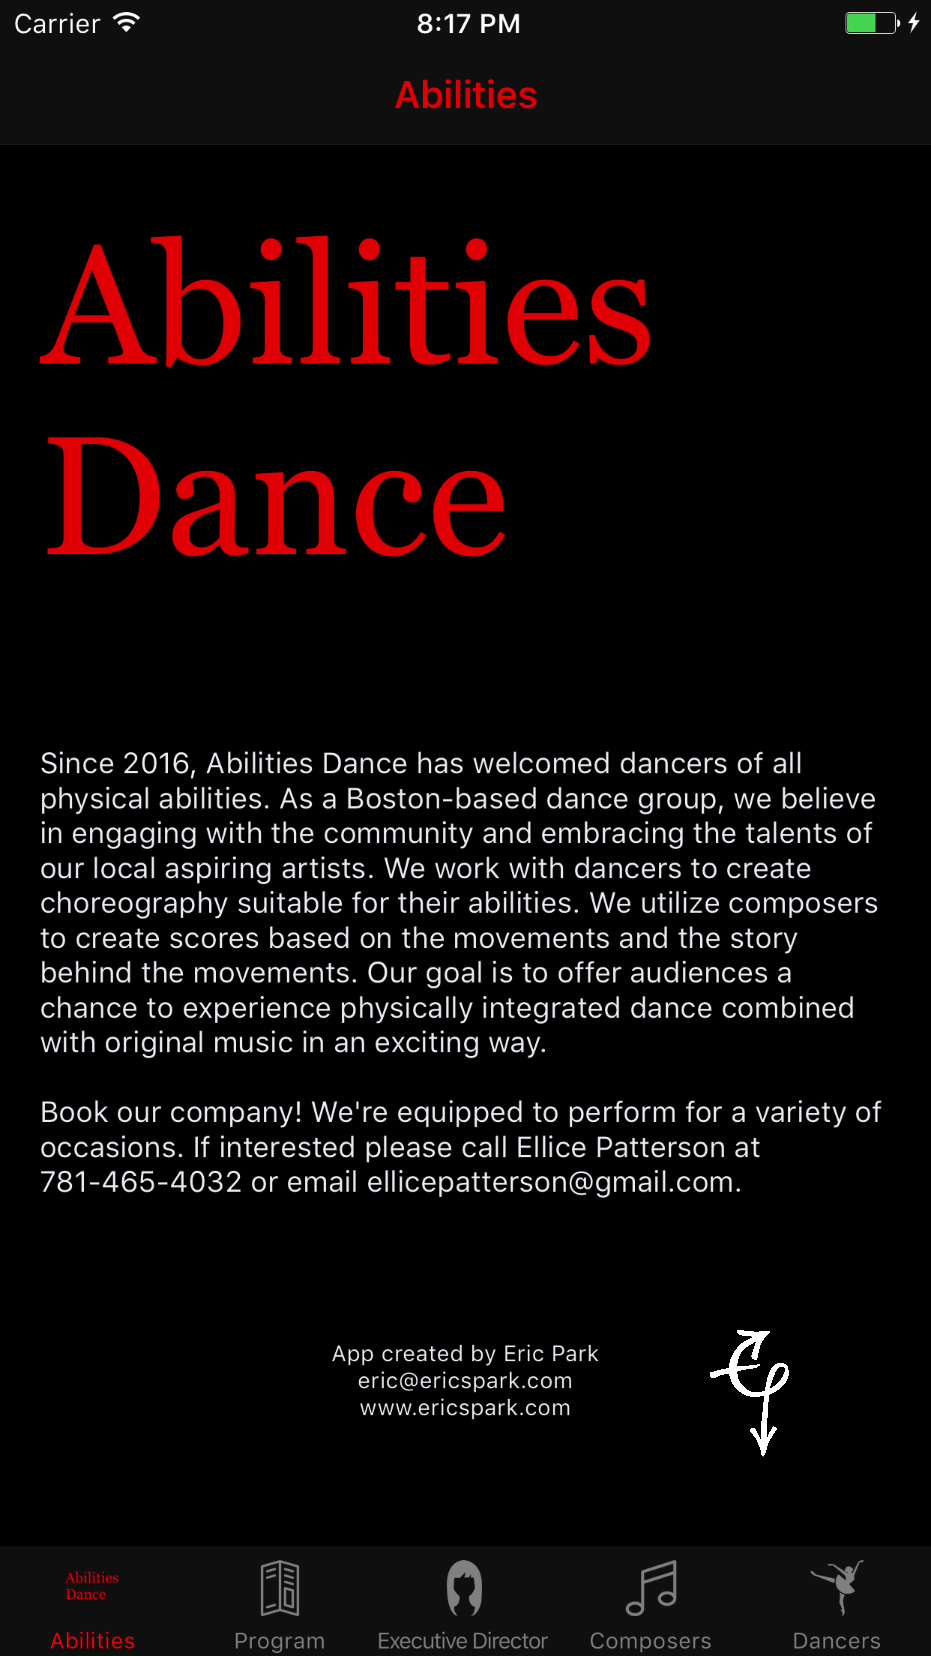 Carrier 8:17 PM
Abilities
Abilities
Dance
Since 2016, Abilities Dance has welcomed dancers of all
physical abilities. As a Boston-based dance group, we believe
in engaging with the community and embracing the talents of
our local aspiring artists. We work with dancers to create
choreography suitable for their abilities. We utilize composers
to create scores based on the movements and the story
behind the movements. Our goal is to offer audiences a
chance to experience physically integrated dance combined
with original music in an exciting way.
Book our company! We're equipped to perform for a variety of
occasions. If interested please call Ellice Patterson at
781-465-4032 or email ellicepatterson@gmail.com.
App created by Eric Park
eric@ericspark.com
www.ericspark.com
Abilities
Dance
Abilities Program Executive Director Composers Dancers